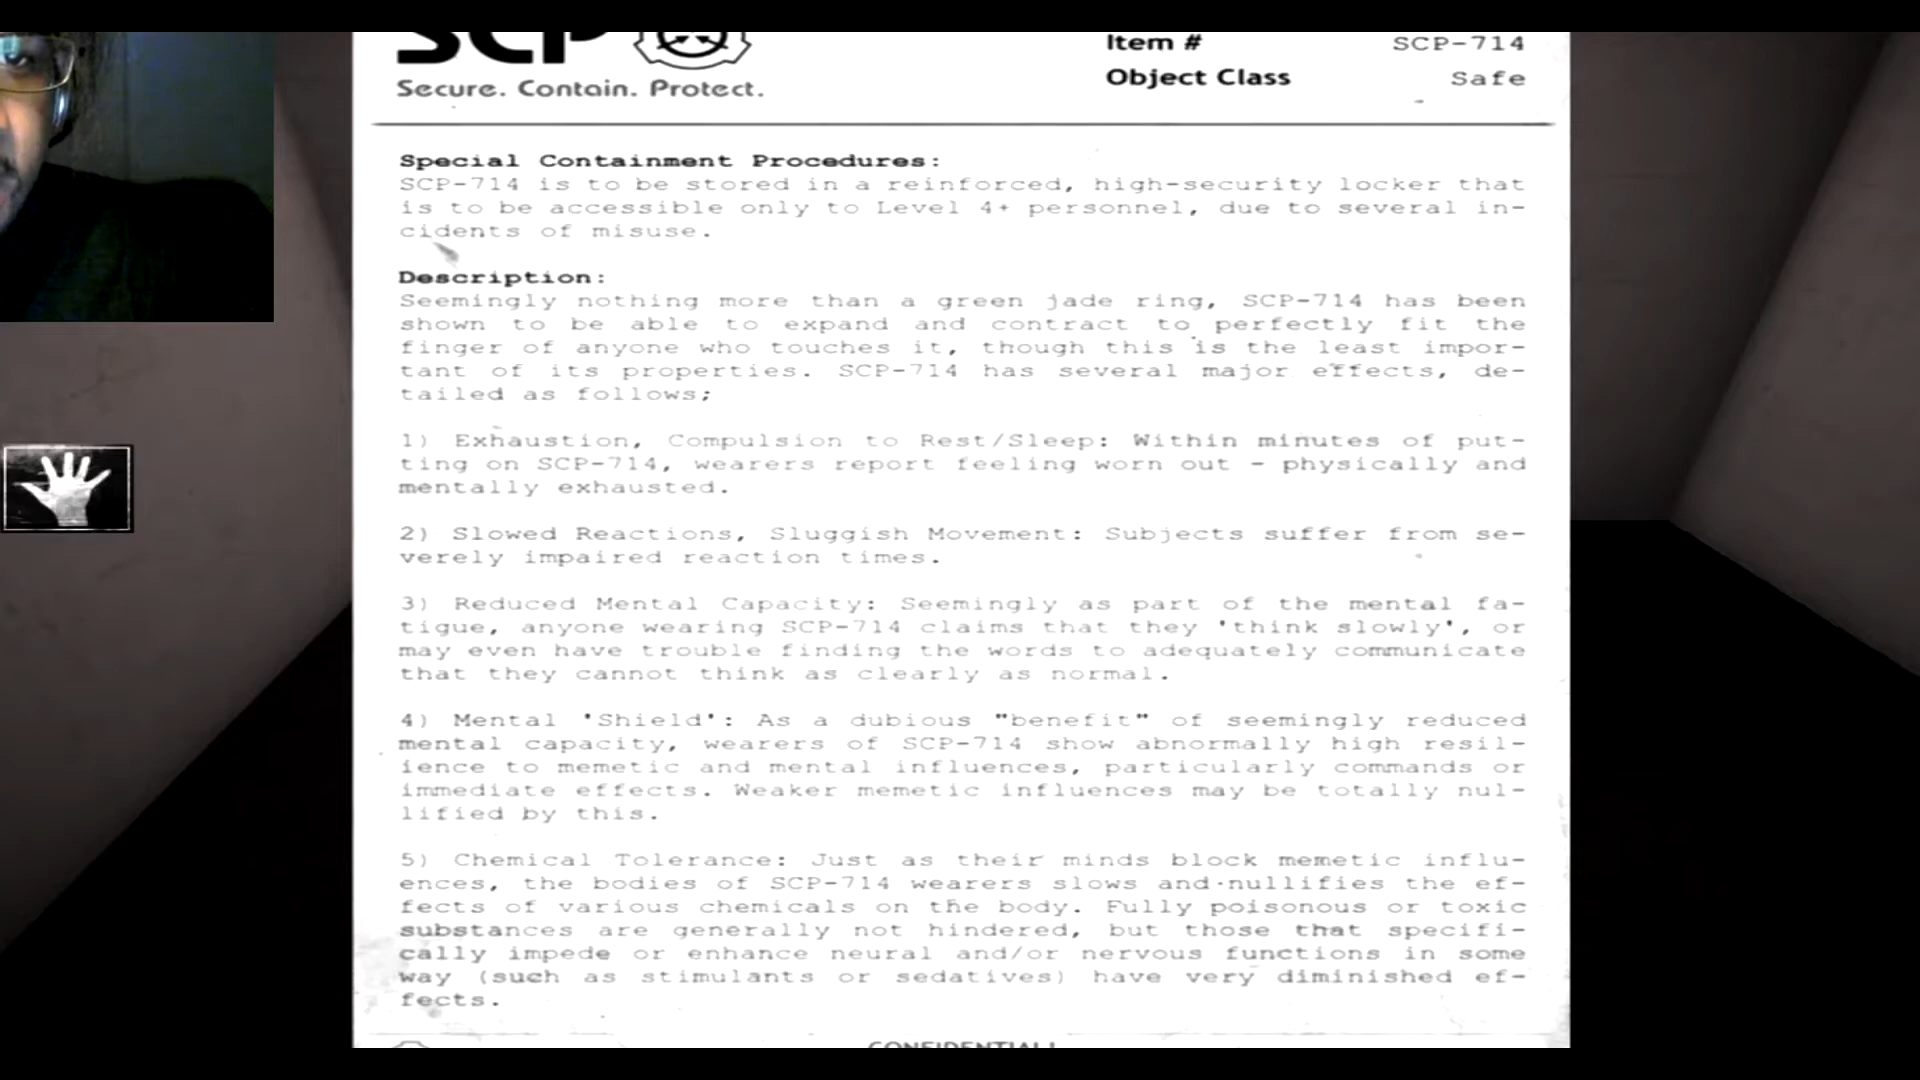 SCP
Item # SCP-714
Secure. Contain. Protect.
Object Class Safe
Special Containment Procedures:
SCP-714 is to be stored in a reinforced, high-security locker that
is to be accessible only to Level 4+ personnel, due to several in-
cidents of misuse.
Description:
Seemingly nothing more than a green jade ring, SCP-714 has been
shown to be able to expand and contract to perfectly fit the
finger of anyone who touches it, though this is the least impor-
tant of its properties. SCP-714 has several major effects, de-
tailed as follows;
1) Exhaustion, Compulsion to Rest/Sleep: Within minutes of put-
ting on SCP-714, wearers report feeling worn out - physically and
mentally exhausted.
2) Slowed Reactions, Sluggish Movement: Subjects suffer from se-
verely impaired reaction times.
3) Reduced Mental Capacity: Seemingly as part of the mental fa-
tigue, anyone wearing SCP-714 claims that they 'think slowly', or
may even have trouble finding the words to adequately communicate
that they cannot think as clearly as normal.
4) Mental 'Shield': As a dubious "benefit" of seemingly reduced
mental capacity, wearers of SCP-714 show abnormally high resil-
ience to memetic and mental influences, particularly commands or
immediate effects. Weaker memetic influences may be totally nul-
lified by this.
5) Chemical Tolerance: Just as their minds block memetic influ-
ences, the bodies of SCP-714 wearers slows and nullifies the ef-
fects of various chemicals on the body. Fully poisonous or toxic
substances are generally not hindered, but those that specifi-
cally impede or enhance neural and/or nervous functions in some
way (such as stimulants or sedatives) have very diminished ef-
fects.
CONFIDENTIAL!